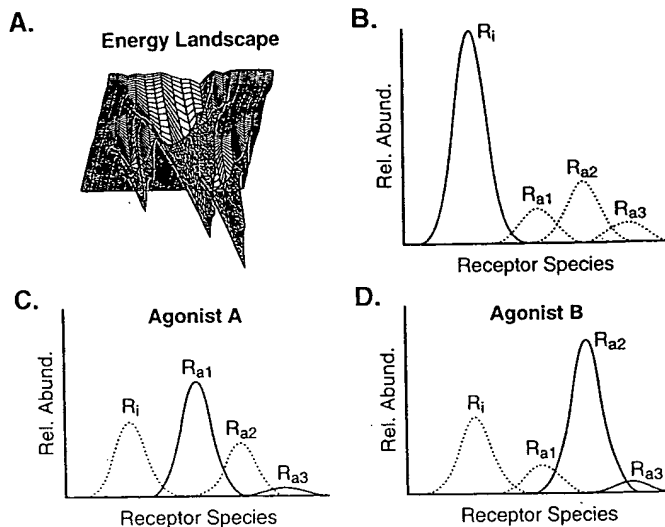 A.
Energy Landscape
B.
Rel. Abund.
Ri
Ra1
Ra2
Ra3
Receptor Species
C.
Agonist A
Rel. Abund.
Ri
Ra1
Ra2
Ra3
Receptor Species
D.
Agonist B
Rel. Abund.
Ri
Ra1
Ra2
Ra3
Receptor Species